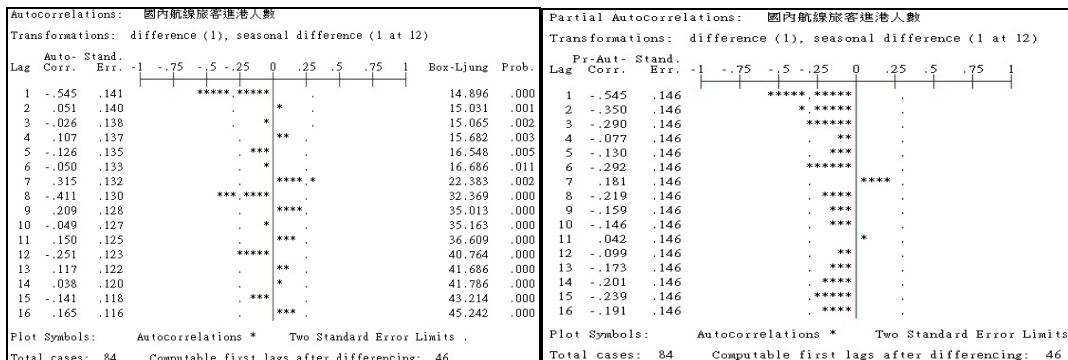 Autocorrelations: 國內航線旅客進港人數
Transformations: difference (1), seasonal difference (1 at 12)
Auto- Stand.
Lag Corr. Err. -1 -.75 -.5 -.25 0 .25 .5 .75 1 Box-Ljung Prob.
1 -.545 .141 *****.***** 14.896 .000
2 .051 .140 . * . 15.031 .001
3 -.026 .138 . * . 15.065 .002
4 .107 .137 . ** . 15.682 .003
5 -.126 .135 . *** . 16.548 .005
6 -.050 .133 . * . 16.686 .011
7 .315 .132 . ****.* 22.383 .002
8 -.411 .130 ***.**** . 32.369 .000
9 .209 .128 . ****. 35.013 .000
10 -.049 .127 . * . 35.163 .000
11 .150 .125 . *** . 36.609 .000
12 -.251 .123 ***** . 40.764 .000
13 .117 .122 . ** . 41.686 .000
14 .038 .120 . * . 41.786 .000
15 -.141 .118 . *** . 43.214 .000
16 .165 .116 . *** . 45.242 .000
Plot Symbols: Autocorrelations * Two Standard Error Limits .
Total cases: 84 Computable first lags after differencing: 46
Partial Autocorrelations: 國內航線旅客進港人數
Transformations: difference (1), seasonal difference (1 at 12)
Pr-Aut- Stand.
Lag Corr. Err. -1 -.75 -.5 -.25 0 .25 .5 .75 1
1 -.545 .146 *****.***** .
2 -.350 .146 *.***** .
3 -.290 .146 ****** .
4 -.077 .146 . ** .
5 -.130 .146 . *** .
6 -.292 .146 ****** .
7 .181 .146 . **** .
8 -.219 .146 . **** .
9 -.159 .146 . *** .
10 -.146 .146 . *** .
11 .042 .146 . * .
12 -.099 .146 . ** .
13 -.173 .146 . *** .
14 -.201 .146 . **** .
15 -.239 .146 .***** .
16 -.191 .146 . **** .
Plot Symbols: Autocorrelations * Two Standard Error Limits
Total cases: 84 Computable first lags after differencing: 46